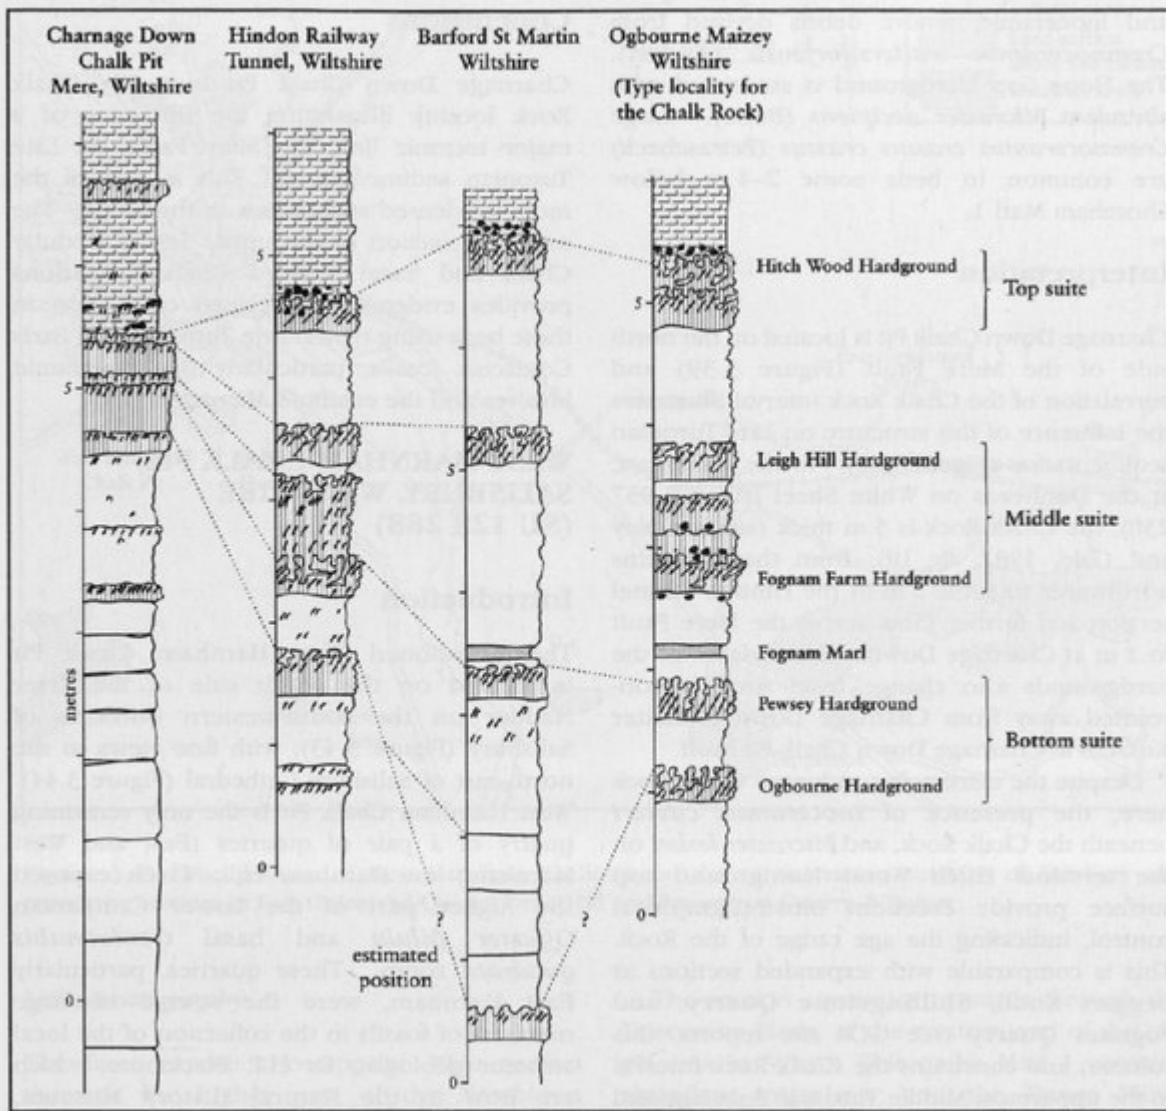 Charnage Down
Chalk Pit
Mere, Wiltshire
Hindon Railway
Tunnel, Wiltshire
Barford St Martin
Wiltshire
Ogbourne Maizey
Wiltshire
(Type locality for
the Chalk Rock)
5
5
5
5
Hitch Wood Hardground
Top suite
Leigh Hill Hardground
Middle suite
Fognam Farm Hardground
Fognam Marl
Pewsey Hardground
Bottom suite
Ogbourne Hardground
metres
0
0
0
0
?
?
estimated
position